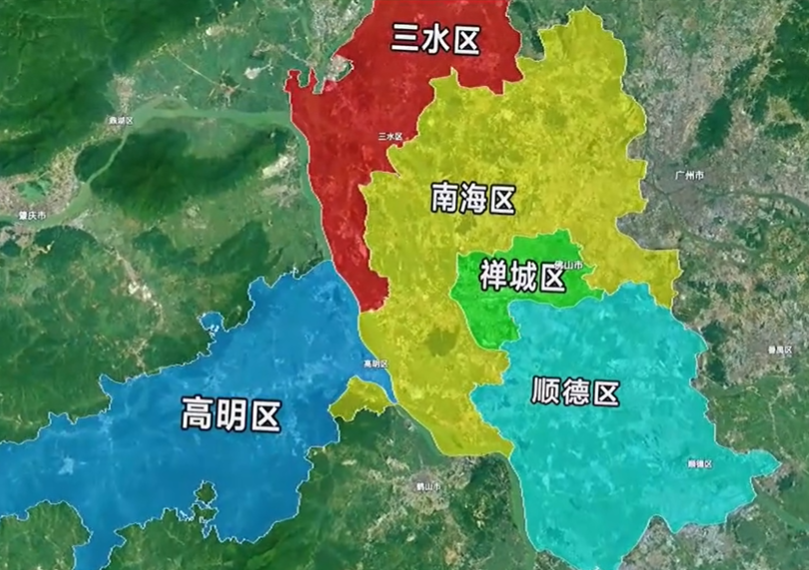 三水区
鼎湖区
三水区
广州市
南海区
肇庆市
佛山市
禅城区
番禺区
高明区
顺德区
高明区
顺德区
鹤山市